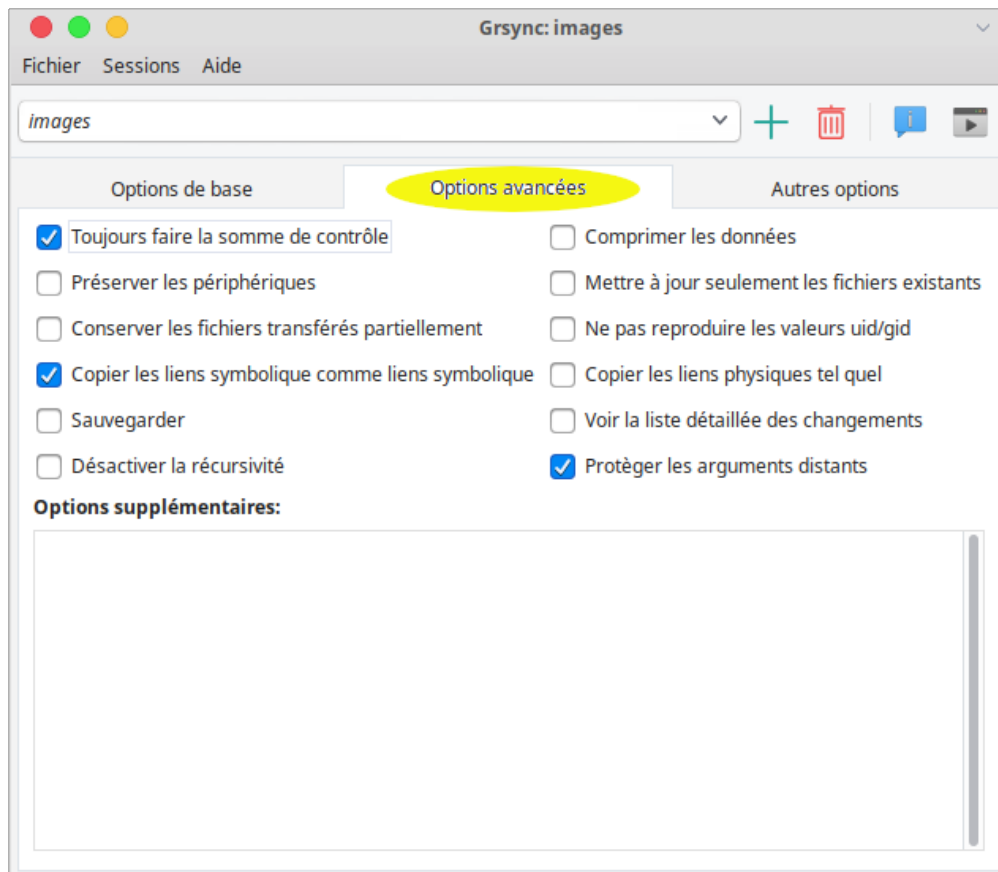 Grsync: images
Fichier Sessions Aide
images
Options de base Options avancées Autres options
Toujours faire la somme de contrôle Comprimer les données
Préserver les périphériques Mettre à jour seulement les fichiers existants
Conserver les fichiers transférés partiellement Ne pas reproduire les valeurs uid/gid
Copier les liens symbolique comme liens symbolique Copier les liens physiques tel quel
Sauvegarder Voir la liste détaillée des changements
Désactiver la récursivité Protèger les arguments distants
Options supplémentaires: